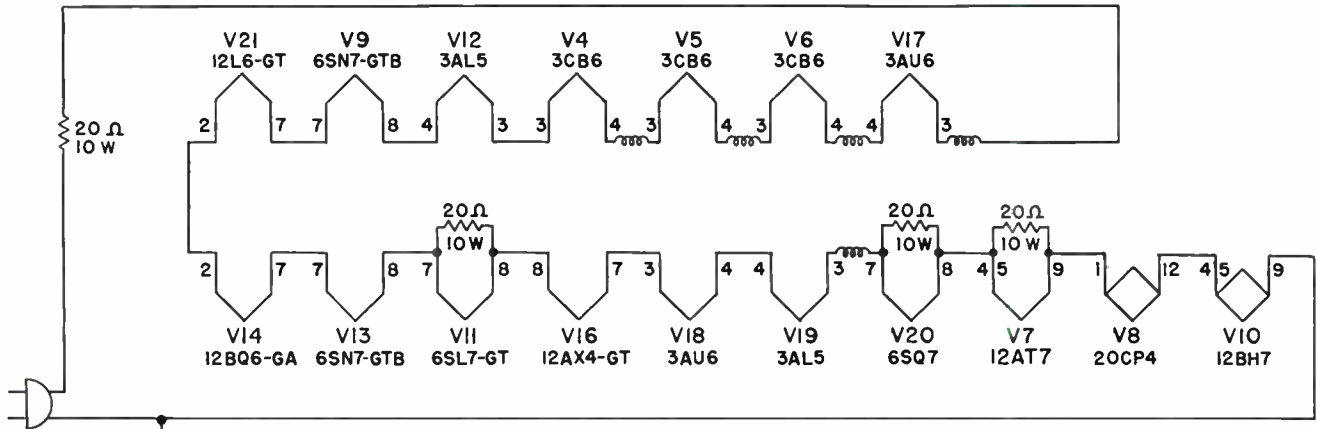 V21 V9 V12 V4 V5 V6 V17
12L6-GT 6SN7-GTB 3AL5 3CB6 3CB6 3CB6 3AU6
20Ω
10 W
2 7 7 8 4 3 3 4 3 4 3 4 4 3
20Ω 20Ω 20Ω
10W 10W 10W
2 7 7 8 7 8 8 7 3 4 4 3 7 8 4 5 9 1 12 4 5 9
V14 V13 V11 V16 V18 V19 V20 V7 V8 V10
12BQ6-GA 6SN7-GTB 6SL7-GT 12AX4-GT 3AU6 3AL5 6SQ7 12AT7 20CP4 12BH7